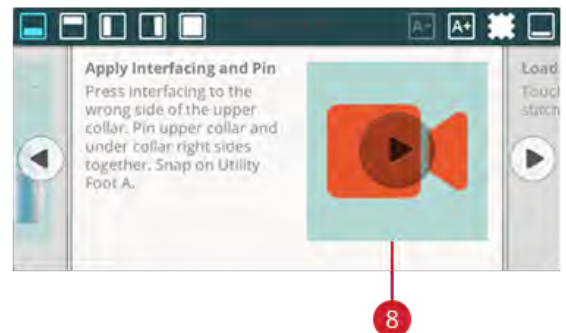 A- A+
Apply Interfacing and Pin
Press interfacing to the
wrong side of the upper
collar. Pin upper collar and
under collar right sides
together. Snap on Utility
Foot A.
Load
Touch
stitch
8